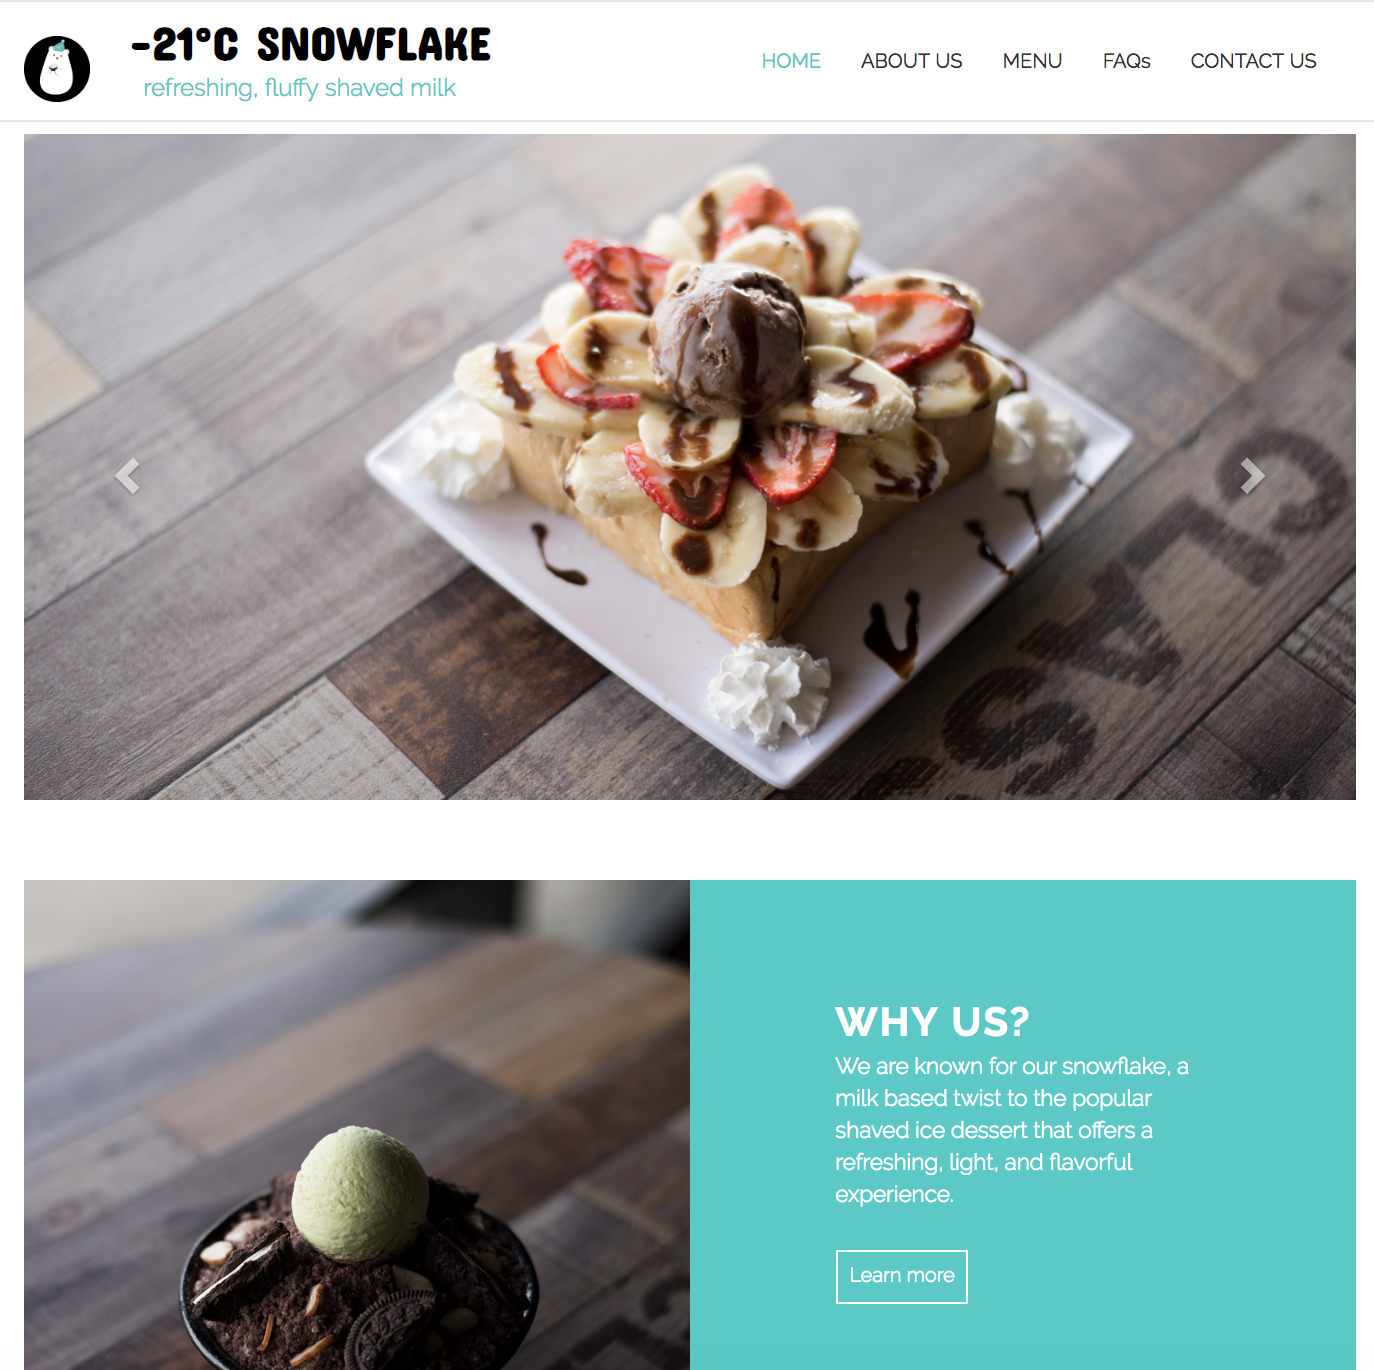 -21°C SNOWFLAKE
refreshing, fluffy shaved milk
HOME ABOUT US MENU FAQs CONTACT US
CLASS
WHY US?
We are known for our snowflake, a
milk based twist to the popular
shaved ice dessert that offers a
refreshing, light, and flavorful
experience.
Learn more